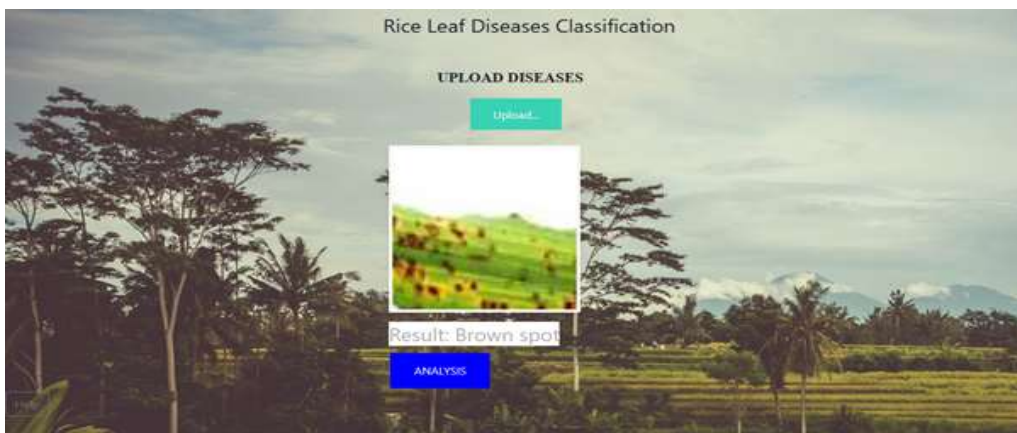 Rice Leaf Diseases Classification
UPLOAD DISEASES
Upload...
Result: Brown spot
ANALYSIS